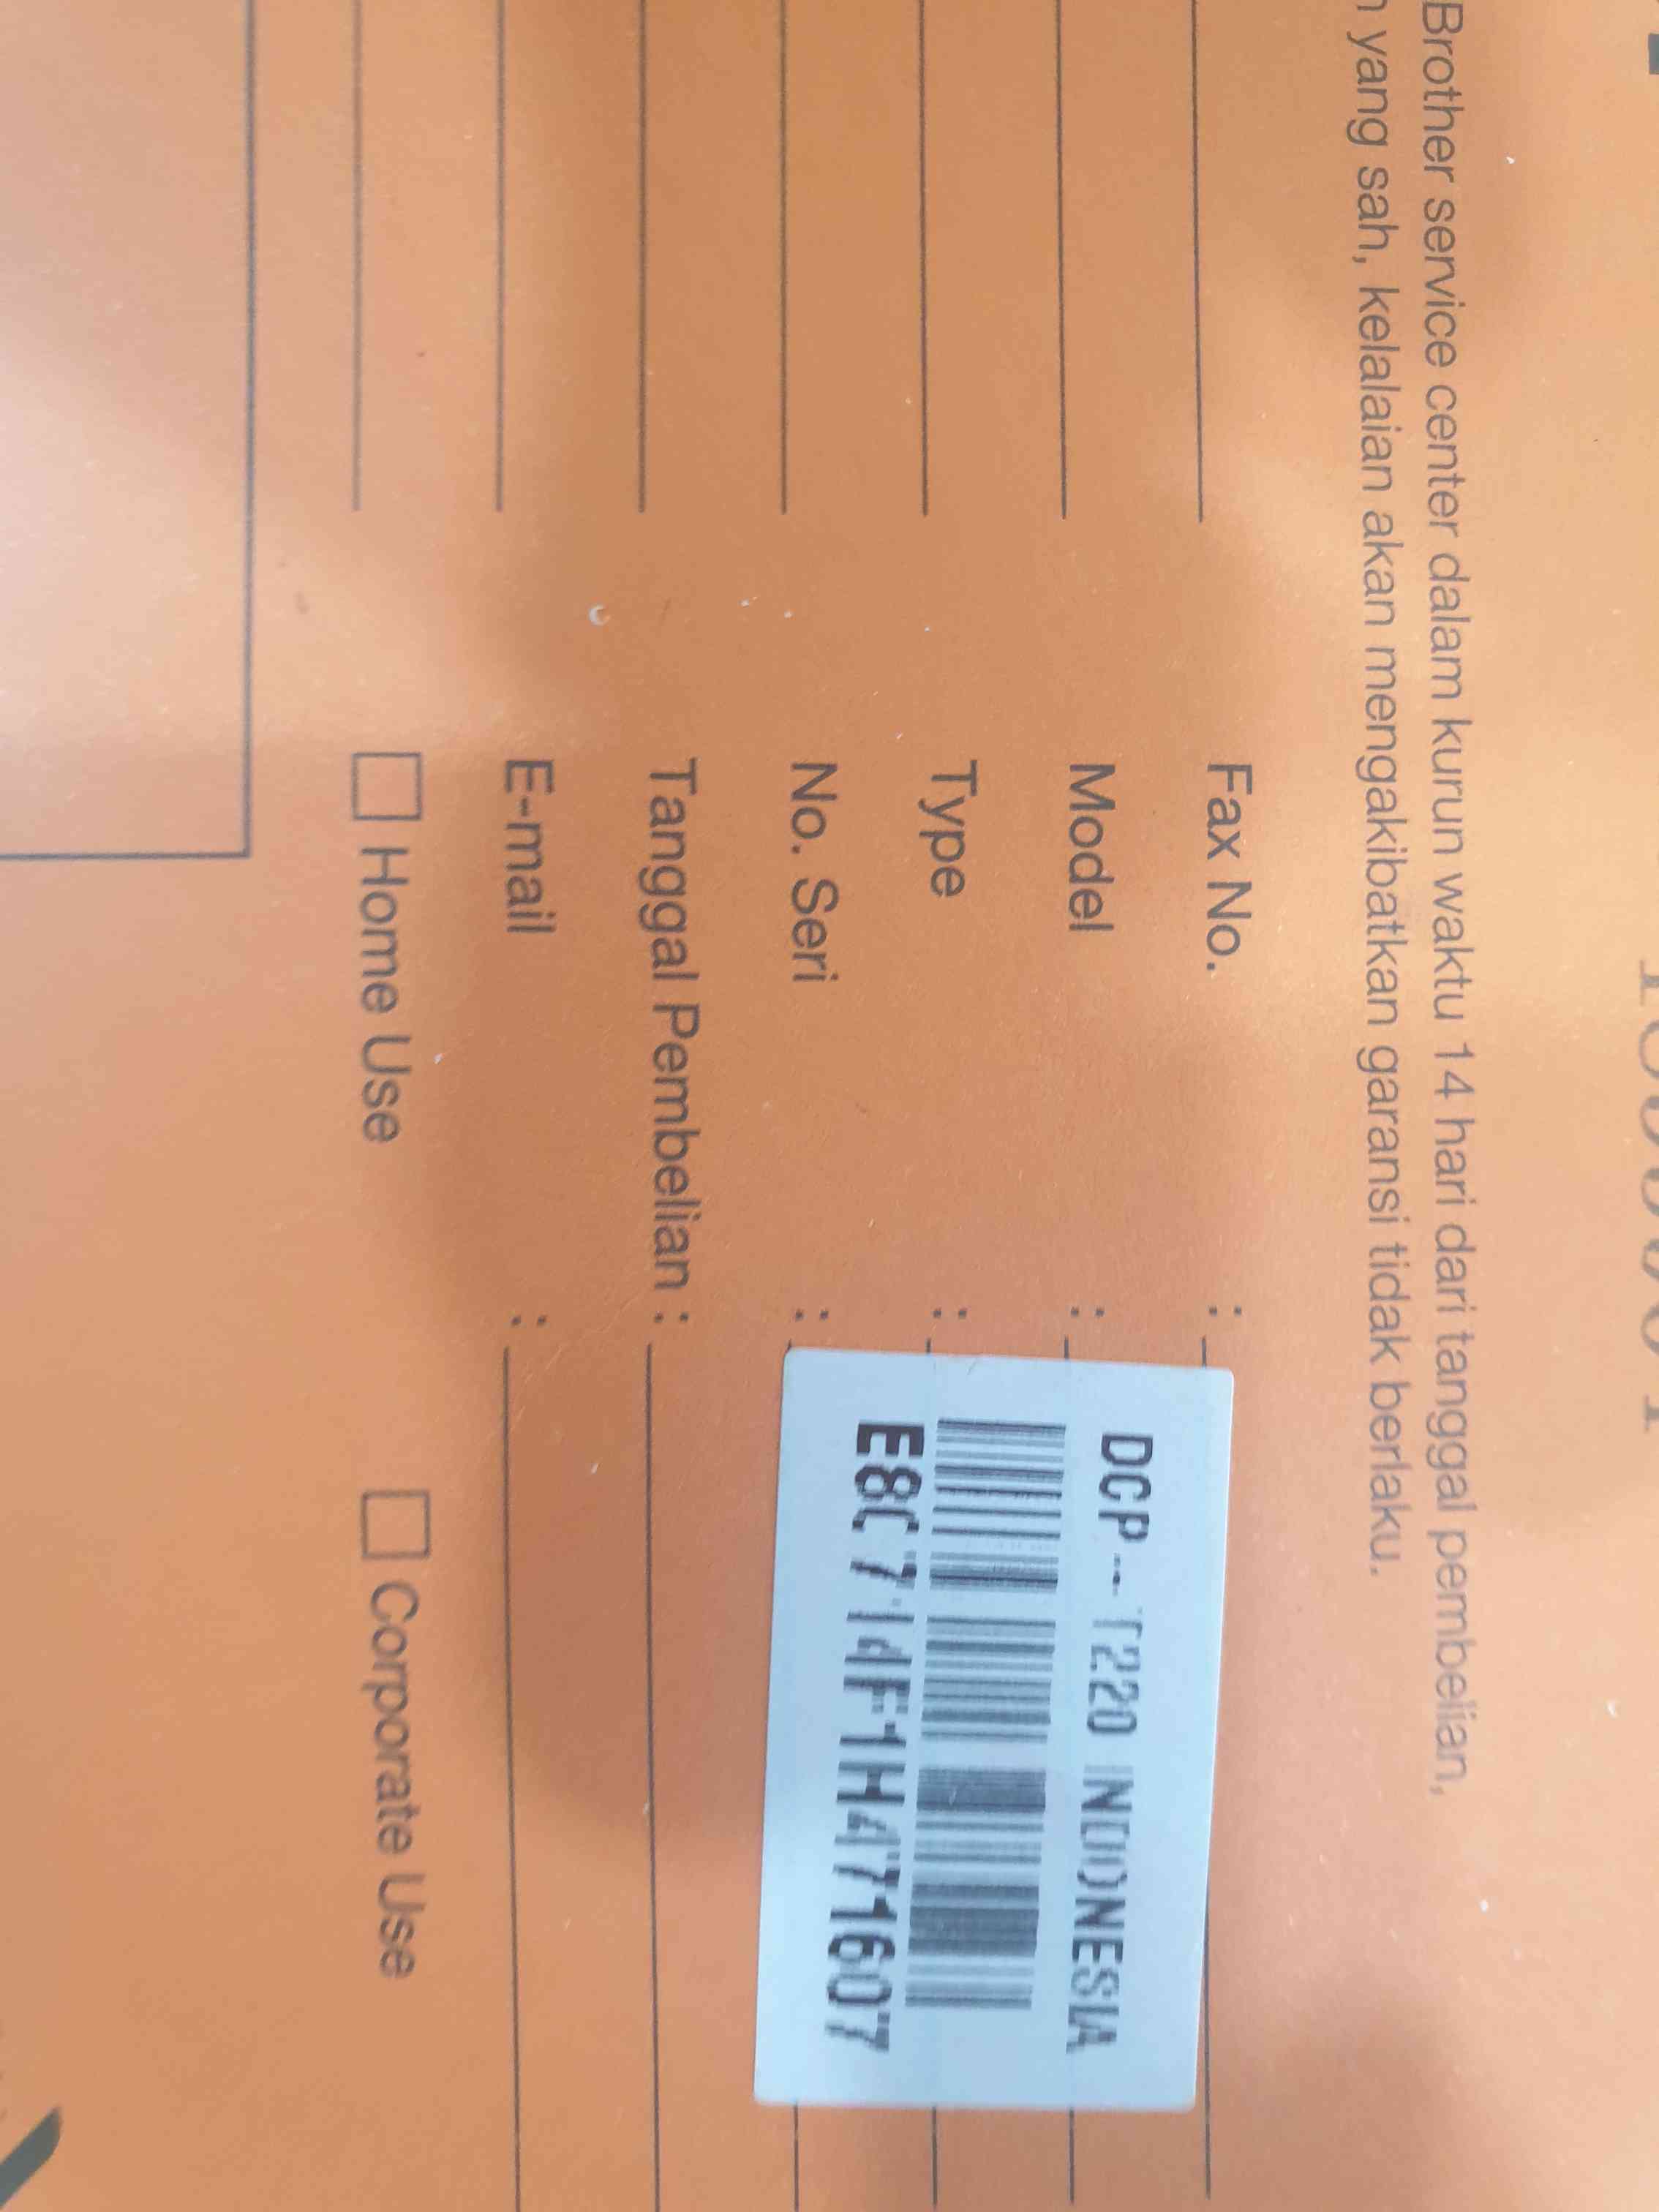 Brother service center dalam kurun waktu 14 hari dari tanggal pembelian,
yang sah, kelalaian akan mengakibatkan garansi tidak berlaku.
Fax No. :
Model :
Type :
No. Seri :
DCP-T220 INDONESIA
E8C714F1H471607
Tanggal Pembelian :
E-mail :
Home Use
Corporate Use